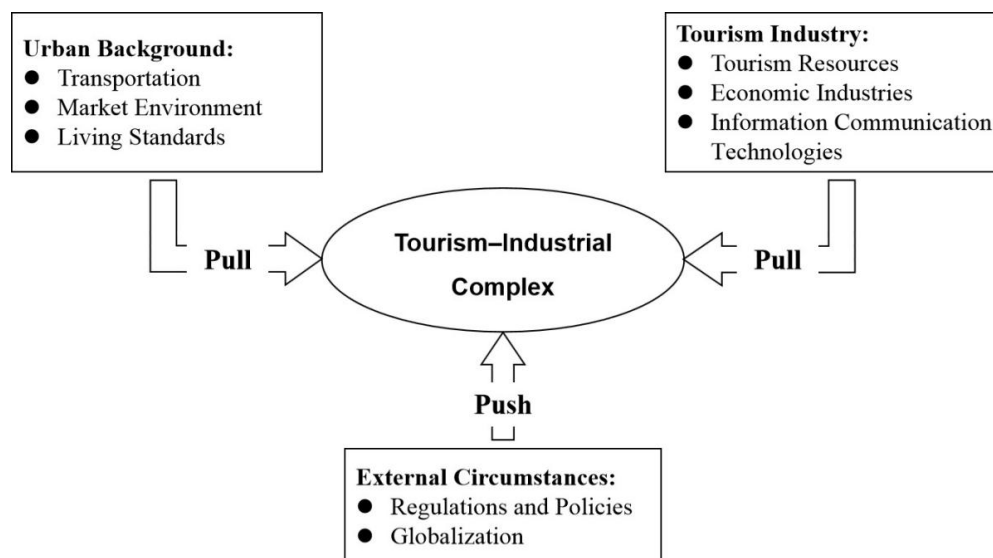 Urban Background:
● Transportation
● Market Environment
● Living Standards
Tourism Industry:
● Tourism Resources
● Economic Industries
● Information Communication
Technologies
Pull
Tourism–Industrial
Complex
Pull
Push
External Circumstances:
● Regulations and Policies
● Globalization